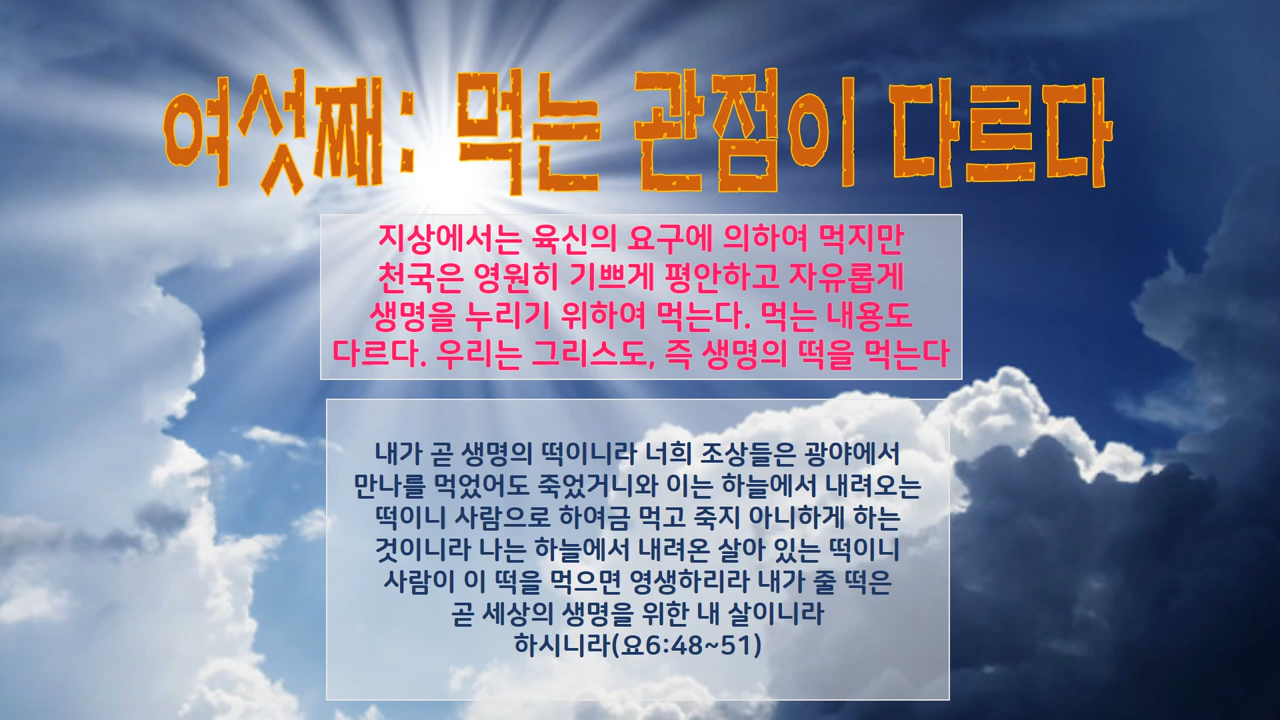 여섯째: 먹는 관점이 다르다
지상에서는 육신의 요구에 의하여 먹지만
천국은 영원히 기쁘게 평안하고 자유롭게
생명을 누리기 위하여 먹는다. 먹는 내용도
다르다. 우리는 그리스도, 즉 생명의 떡을 먹는다
내가 곧 생명의 떡이니라 너희 조상들은 광야에서
만나를 먹었어도 죽었거니와 이는 하늘에서 내려오는
떡이니 사람으로 하여금 먹고 죽지 아니하게 하는
것이니라 나는 하늘에서 내려온 살아 있는 떡이니
사람이 이 떡을 먹으면 영생하리라 내가 줄 떡은
곧 세상의 생명을 위한 내 살이니라
하시니라(요6:48~51)